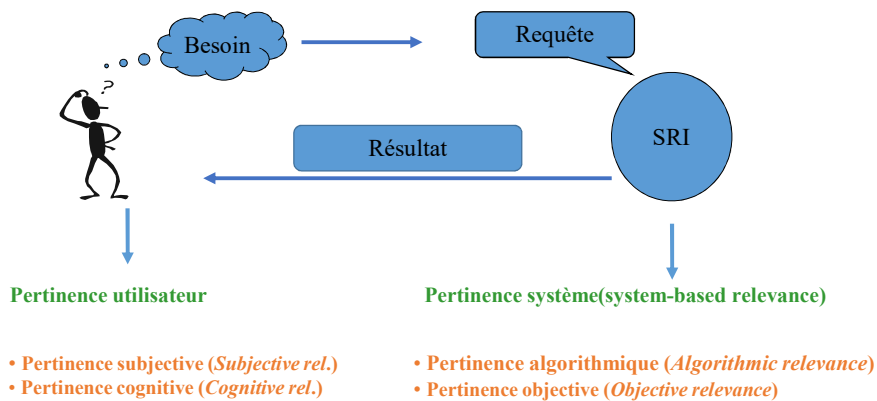 Besoin
Requête
?
Résultat
SRI
Pertinence utilisateur
Pertinence système(system-based relevance)
• Pertinence subjective (Subjective rel.)
• Pertinence cognitive (Cognitive rel.)
• Pertinence algorithmique (Algorithmic relevance)
• Pertinence objective (Objective relevance)